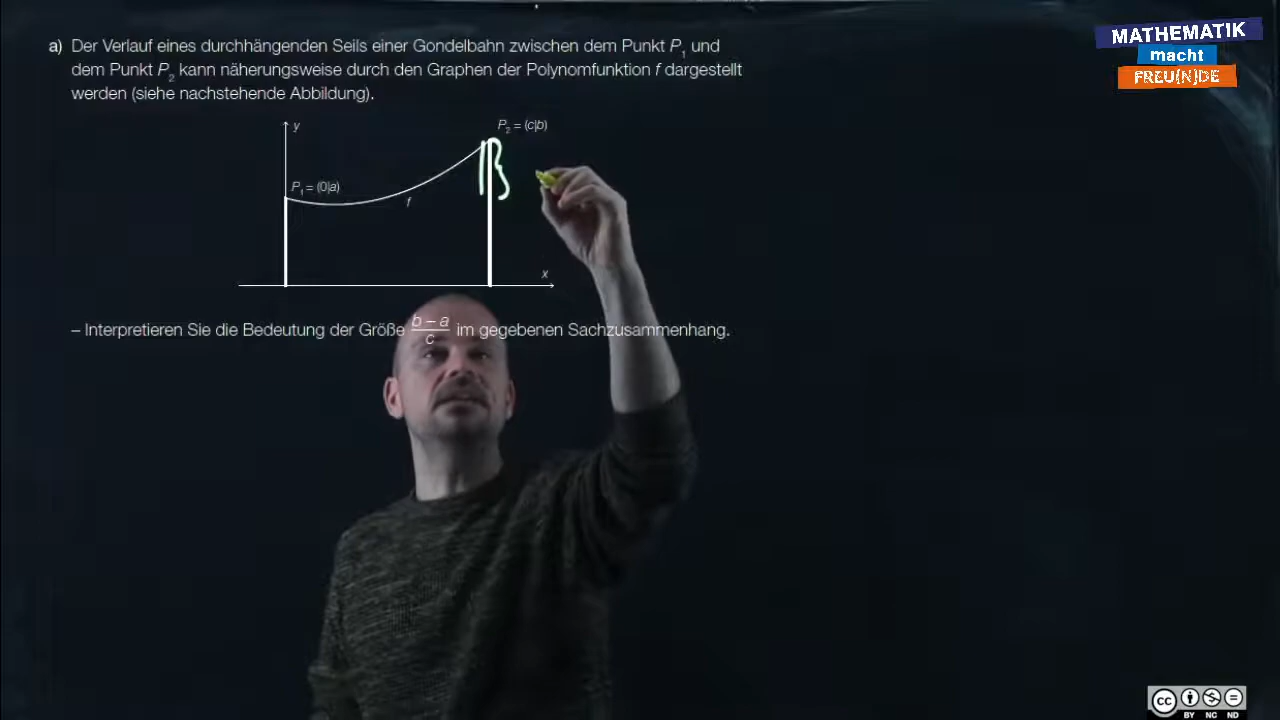 MATHEMATIK
macht
FREU(N)DE
a) Der Verlauf eines durchhängenden Seils einer Gondelbahn zwischen dem Punkt P₁ und
dem Punkt P₂ kann näherungsweise durch den Graphen der Polynomfunktion f dargestellt
werden (siehe nachstehende Abbildung).
y
P₂ = (c|b)
P₁ = (0|a)
f
x
– Interpretieren Sie die Bedeutung der Größe (b – a)/c im gegebenen Sachzusammenhang.
cc
BY NC ND